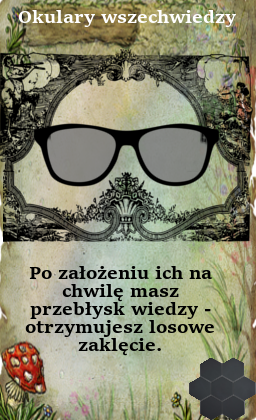 Okulary wszechwiedzy
Po założeniu ich na
chwilę masz
przebłysk wiedzy -
otrzymujesz losowe
zaklęcie.